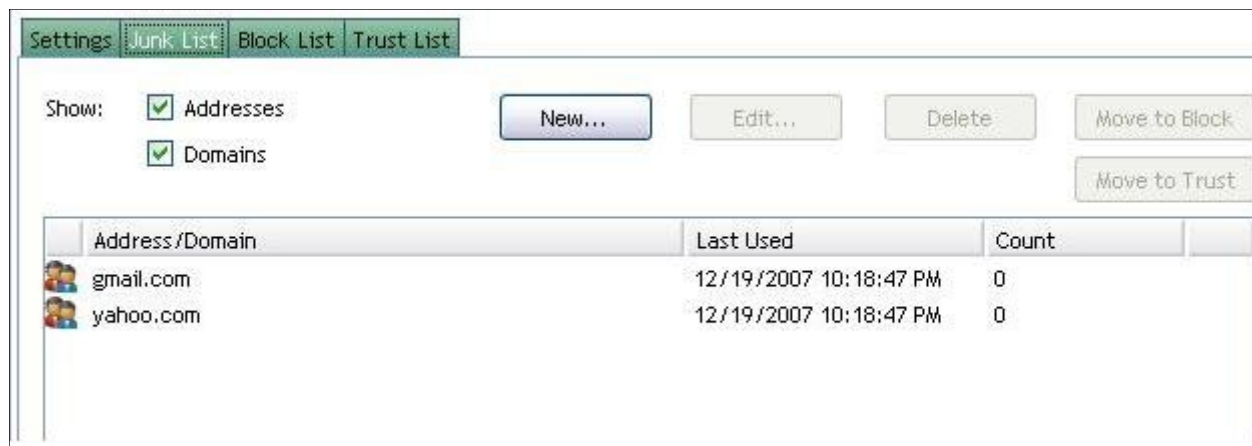 Settings Junk List Block List Trust List
Show: Addresses New... Edit... Delete Move to Block
Domains Move to Trust
Address/Domain Last Used Count
gmail.com 12/19/2007 10:18:47 PM 0
yahoo.com 12/19/2007 10:18:47 PM 0